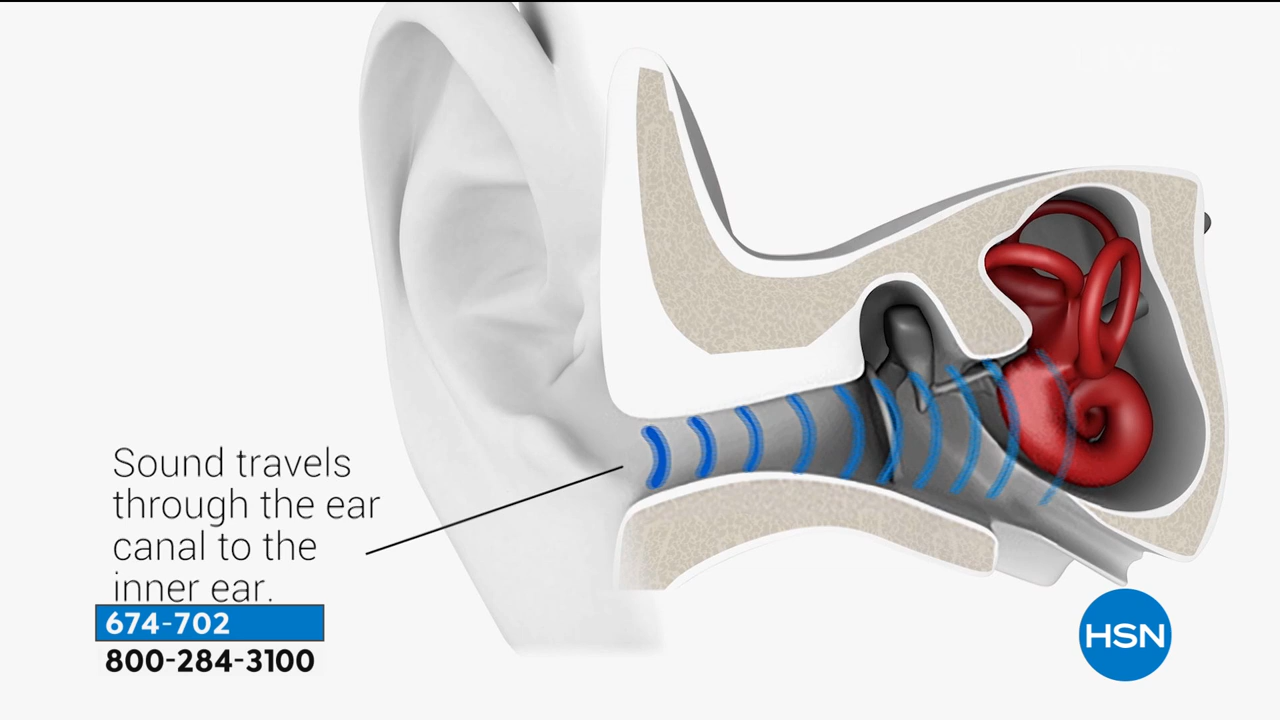 Sound travels
through the ear
canal to the
inner ear.
674-702
800-284-3100
HSN